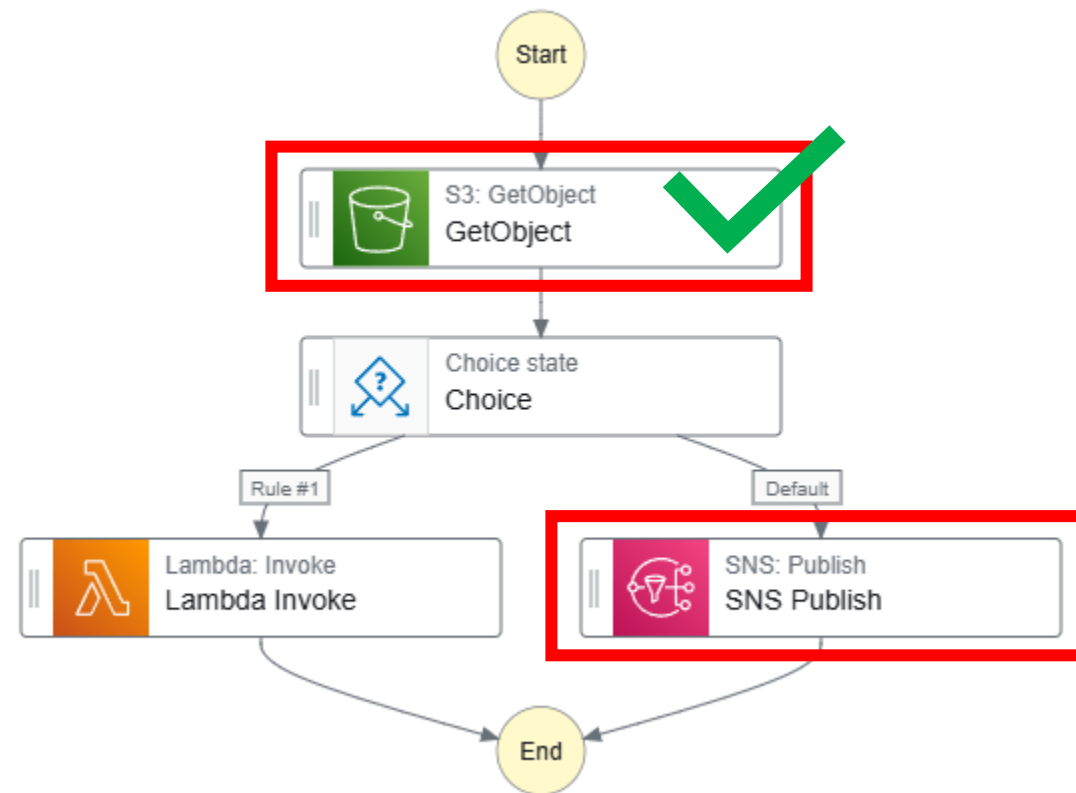 Start
S3: GetObject
GetObject
Choice state
Choice
?
Rule #1
Default
Lambda: Invoke
Lambda Invoke
SNS: Publish
SNS Publish
End